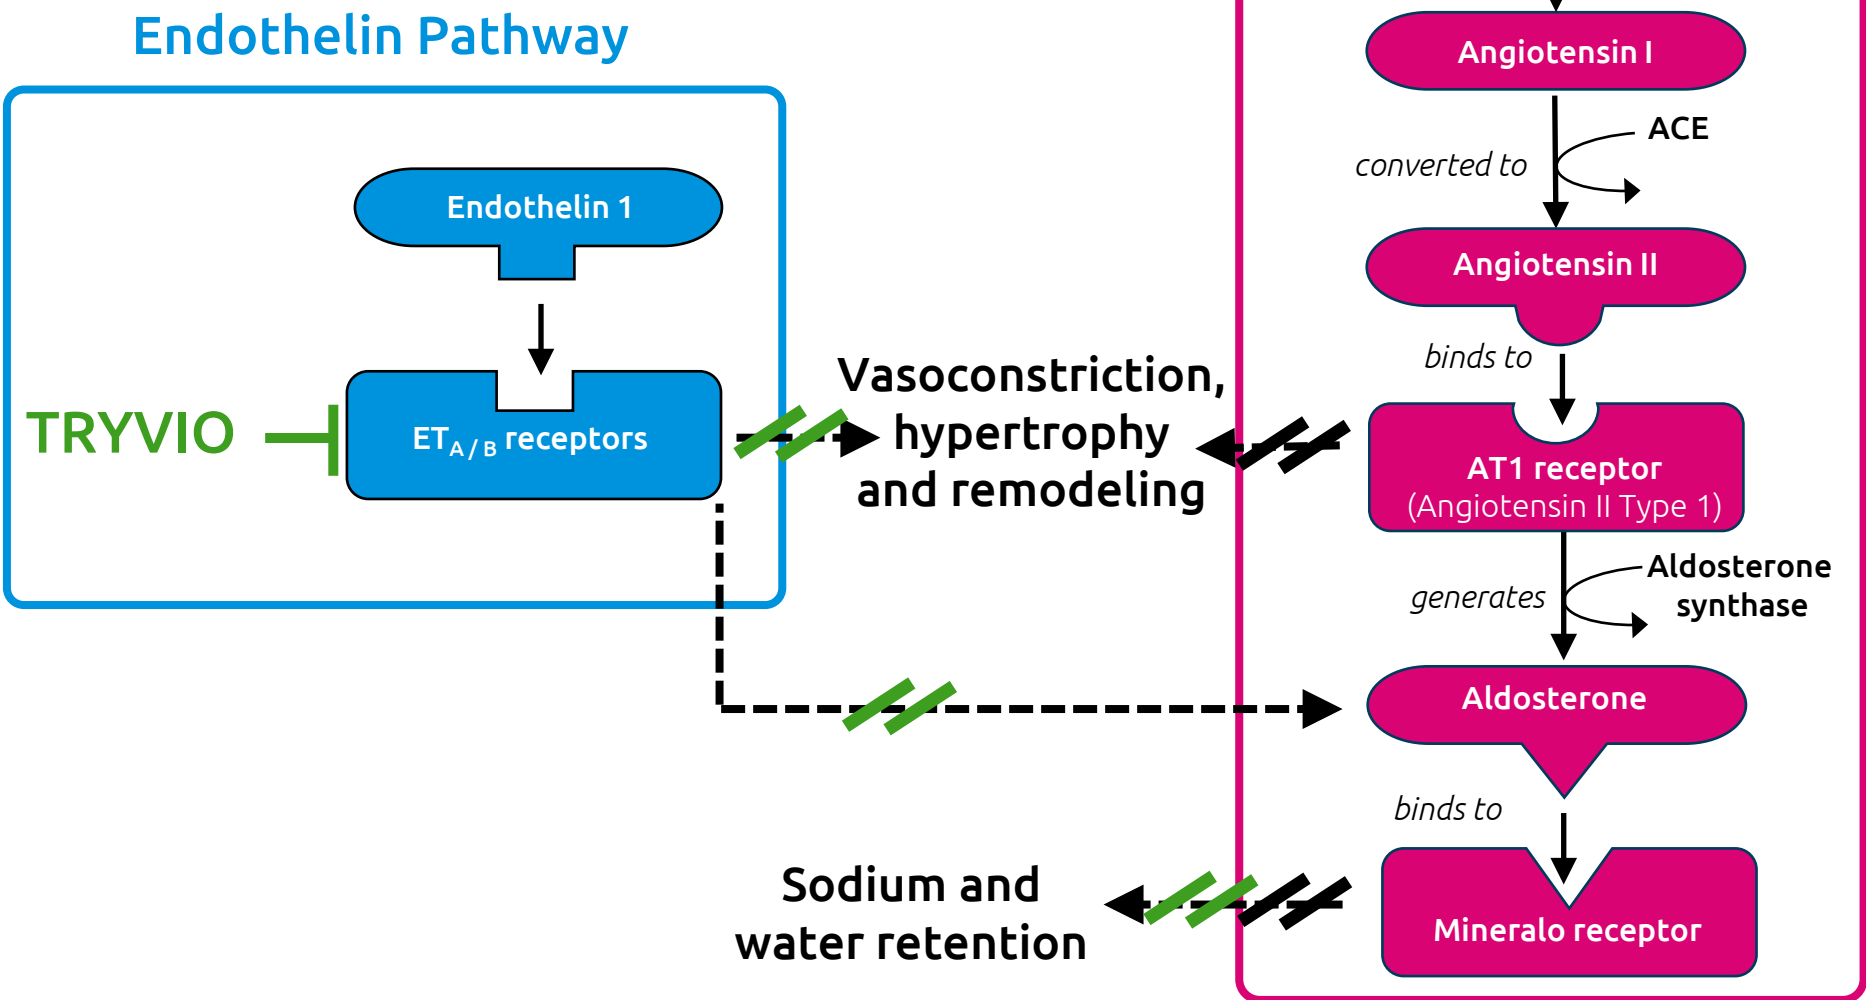 Endothelin Pathway
Endothelin 1
TRYVIO
ETA/B receptors
Vasoconstriction,
hypertrophy
and remodeling
Sodium and
water retention
Angiotensin I
ACE
converted to
Angiotensin II
binds to
AT1 receptor
(Angiotensin II Type 1)
Aldosterone
synthase
generates
Aldosterone
binds to
Mineralo receptor